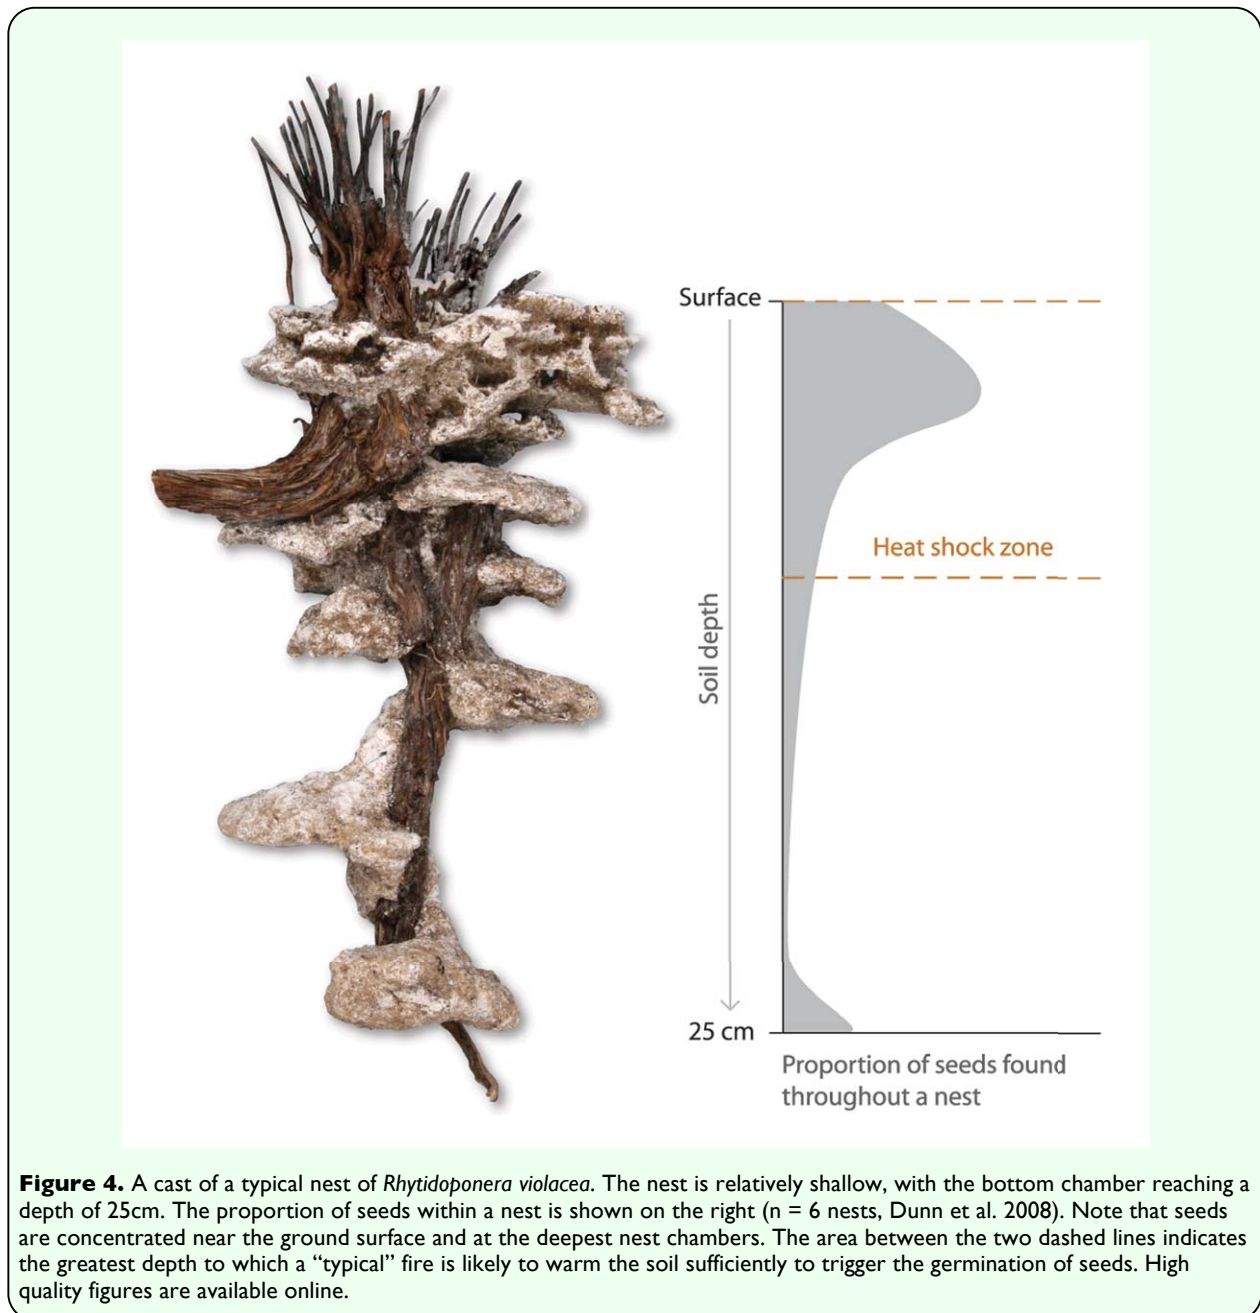 Surface
Heat shock zone
Soil depth
25 cm
Proportion of seeds found
throughout a nest
Figure 4. A cast of a typical nest of Rhytidoponera violacea. The nest is relatively shallow, with the bottom chamber reaching a
depth of 25cm. The proportion of seeds within a nest is shown on the right (n = 6 nests, Dunn et al. 2008). Note that seeds
are concentrated near the ground surface and at the deepest nest chambers. The area between the two dashed lines indicates
the greatest depth to which a “typical” fire is likely to warm the soil sufficiently to trigger the germination of seeds. High
quality figures are available online.